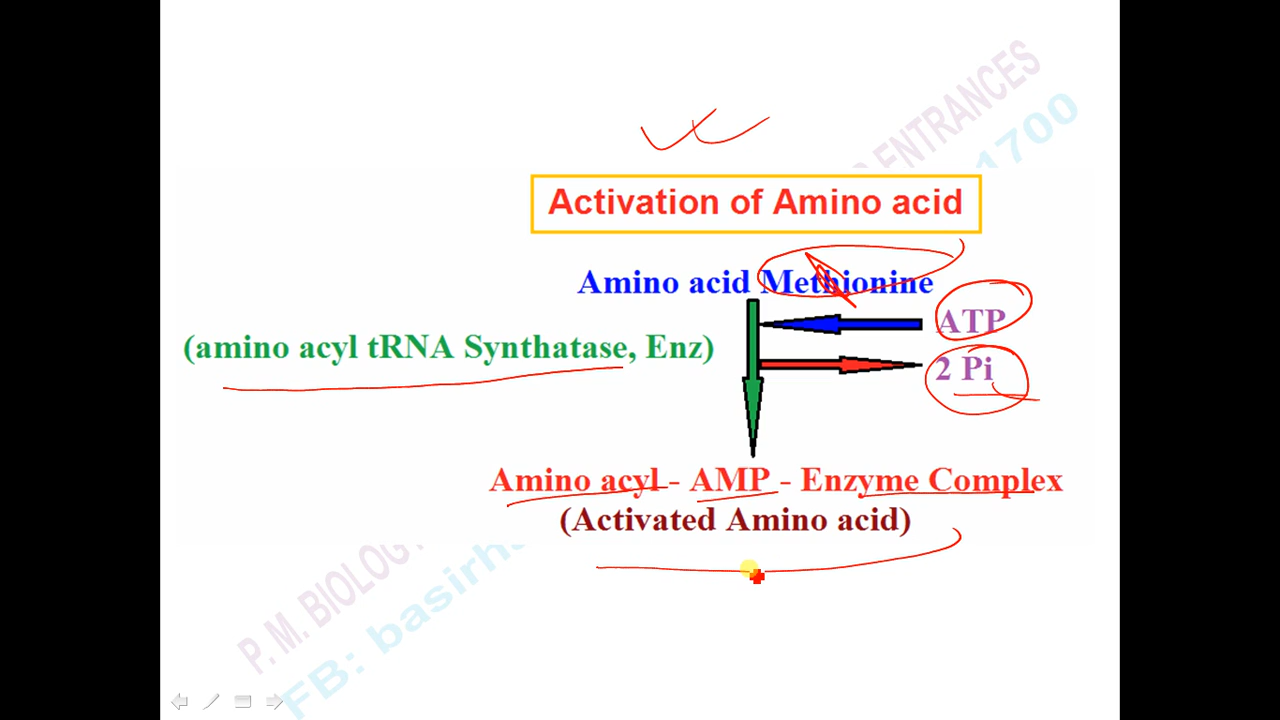 ENTRANCES
1700
Activation of Amino acid
Amino acid Methionine
ATP
(amino acyl tRNA Synthatase, Enz)
2 Pi
Amino acyl - AMP - Enzyme Complex
(Activated Amino acid)
P. M. BIOLOGY
FB: basirh